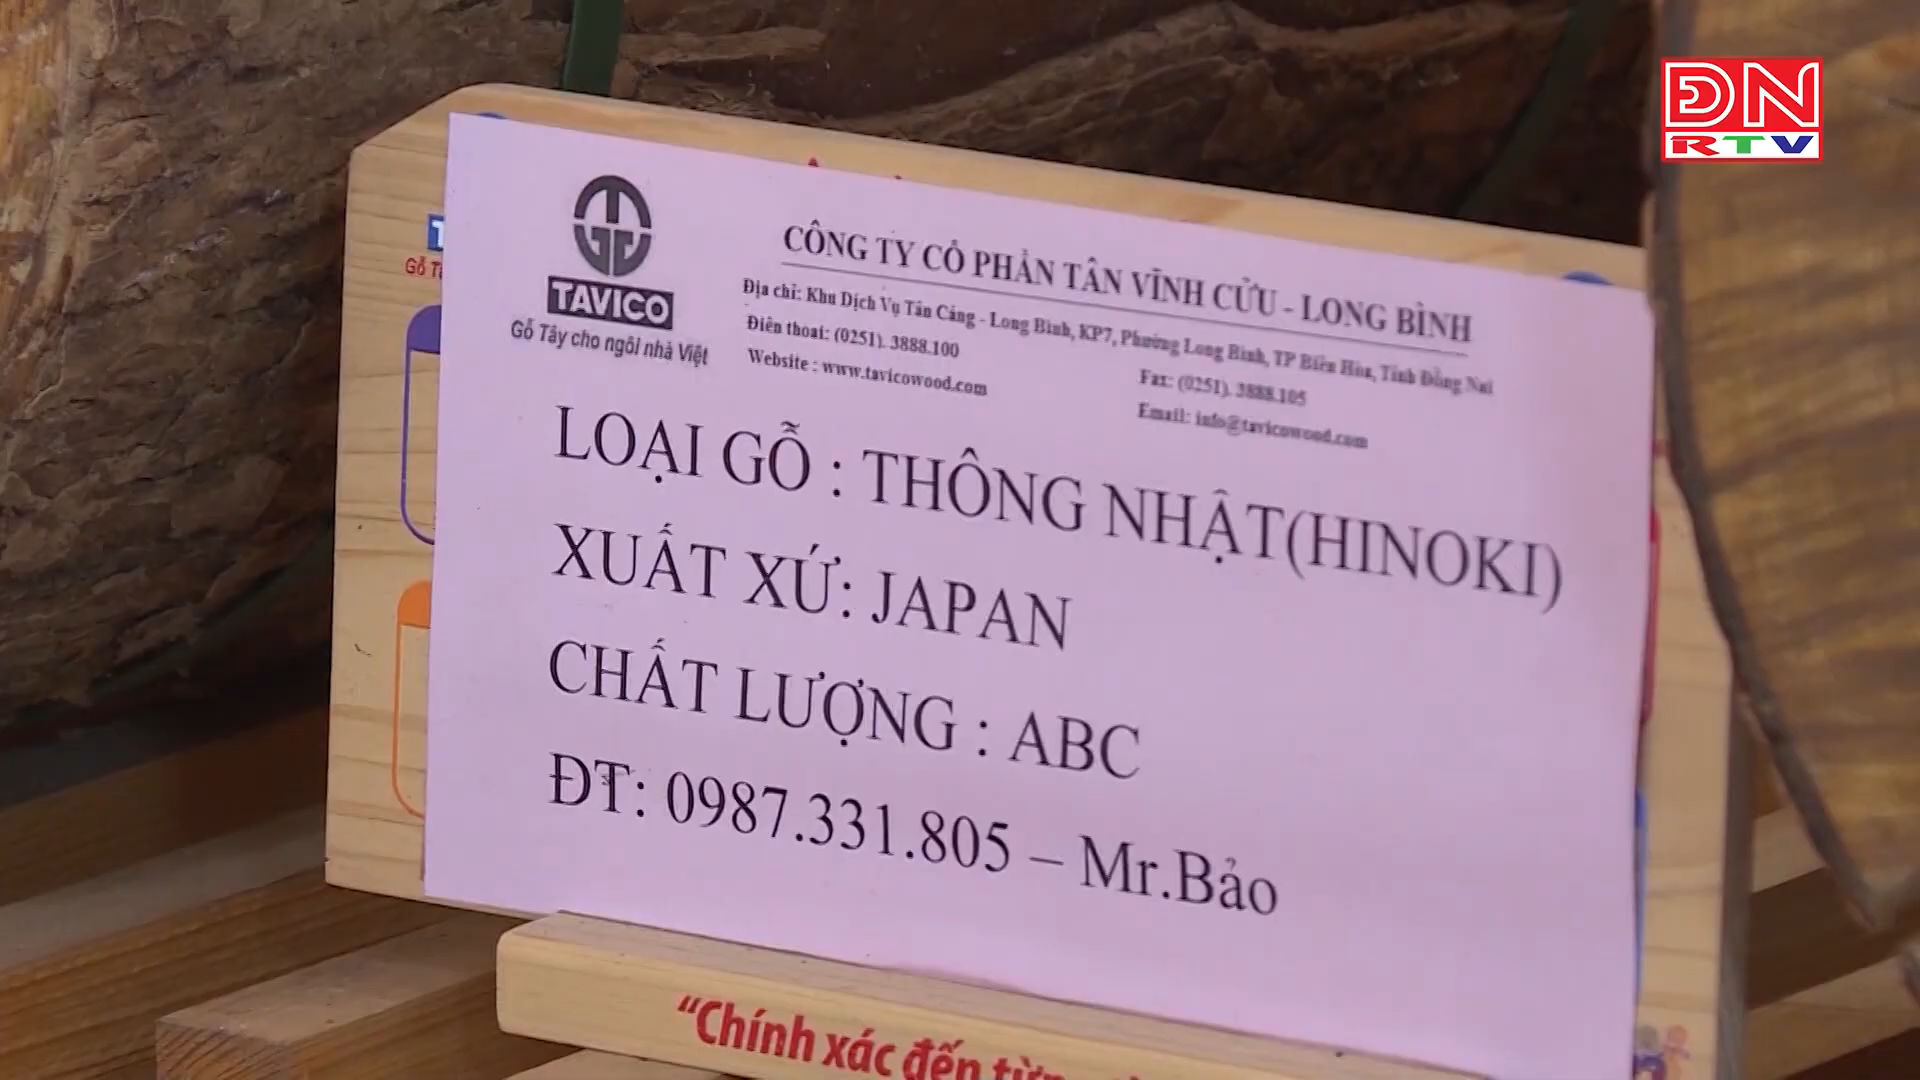 ĐN
RTV
TAVICO
Gỗ Tây cho ngôi nhà Việt
CÔNG TY CỔ PHẦN TÂN VĨNH CỬU - LONG BÌNH
Địa chỉ: Khu Dịch Vụ Tân Cảng - Long Bình, KP7, Phường Long Bình, TP Biên Hòa, Tỉnh Đồng Nai
Điện thoại: (0251). 3888.100
Fax: (0251). 3888.105
Website : www.tavicowood.com
Email: info@tavicowood.com
LOẠI GỖ : THÔNG NHẬT(HINOKI)
XUẤT XỨ: JAPAN
CHẤT LƯỢNG : ABC
ĐT: 0987.331.805 – Mr.Bảo
Gỗ
“Chính xác đến từng